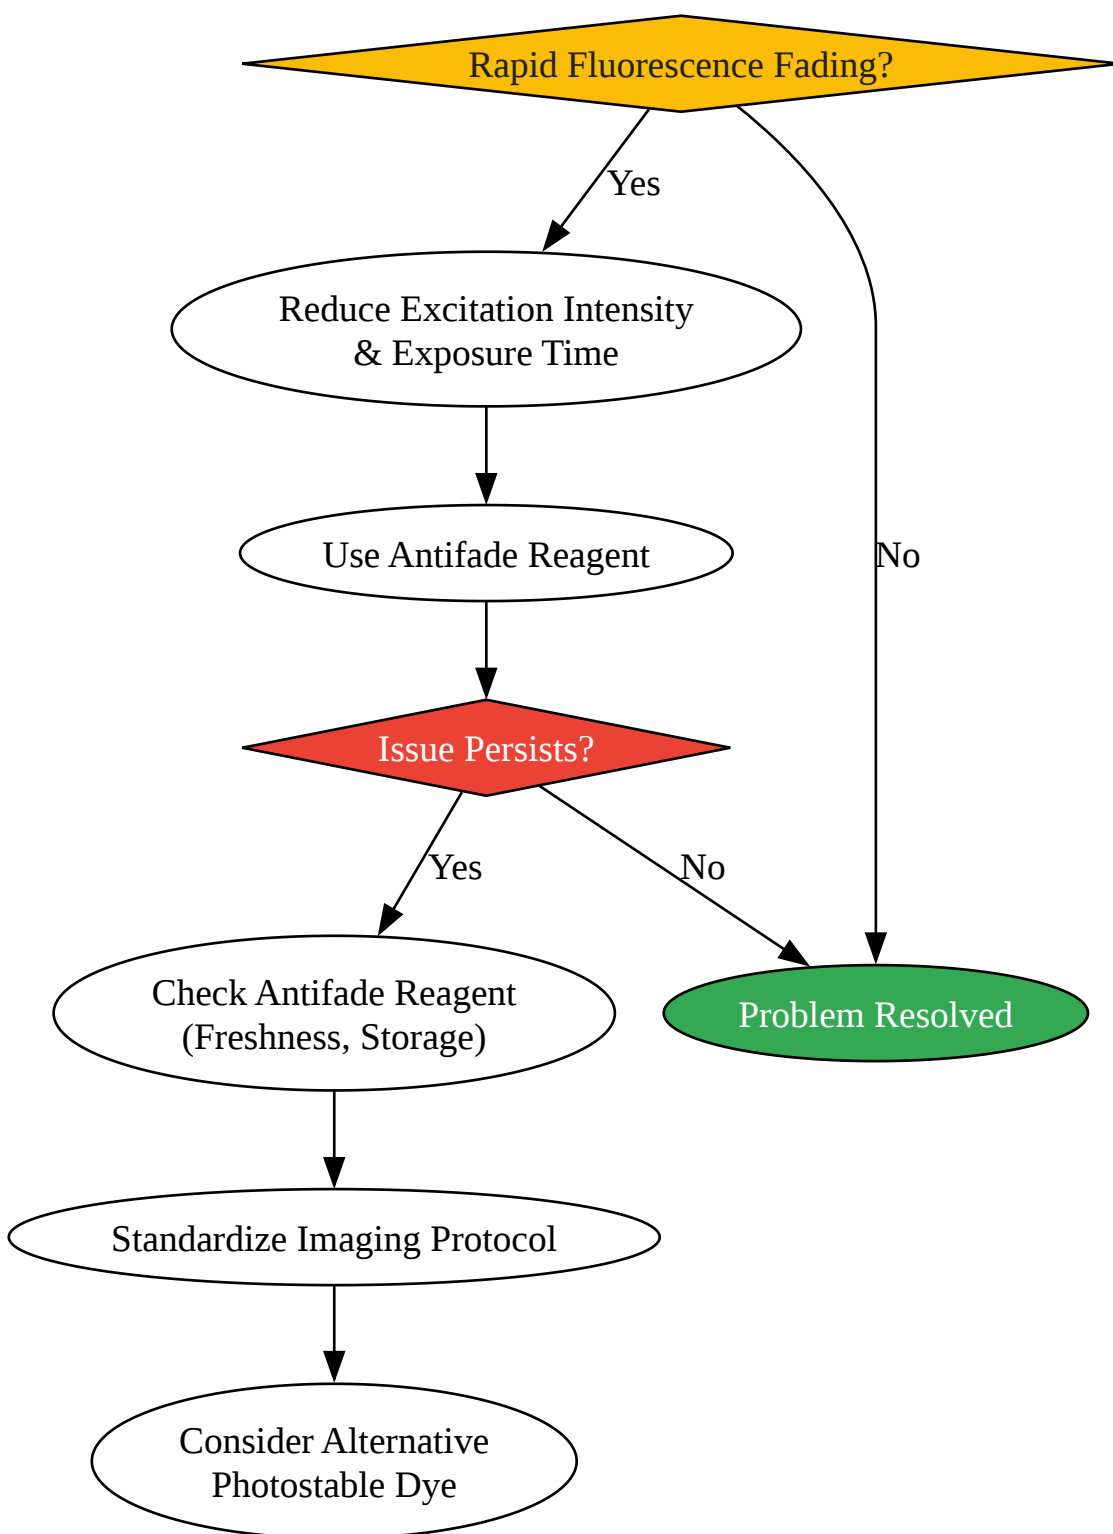 Rapid Fluorescence Fading?
Yes
Reduce Excitation Intensity
& Exposure Time
Use Antifade Reagent
No
Issue Persists?
Yes
No
Check Antifade Reagent
(Freshness, Storage)
Problem Resolved
Standardize Imaging Protocol
Consider Alternative
Photostable Dye